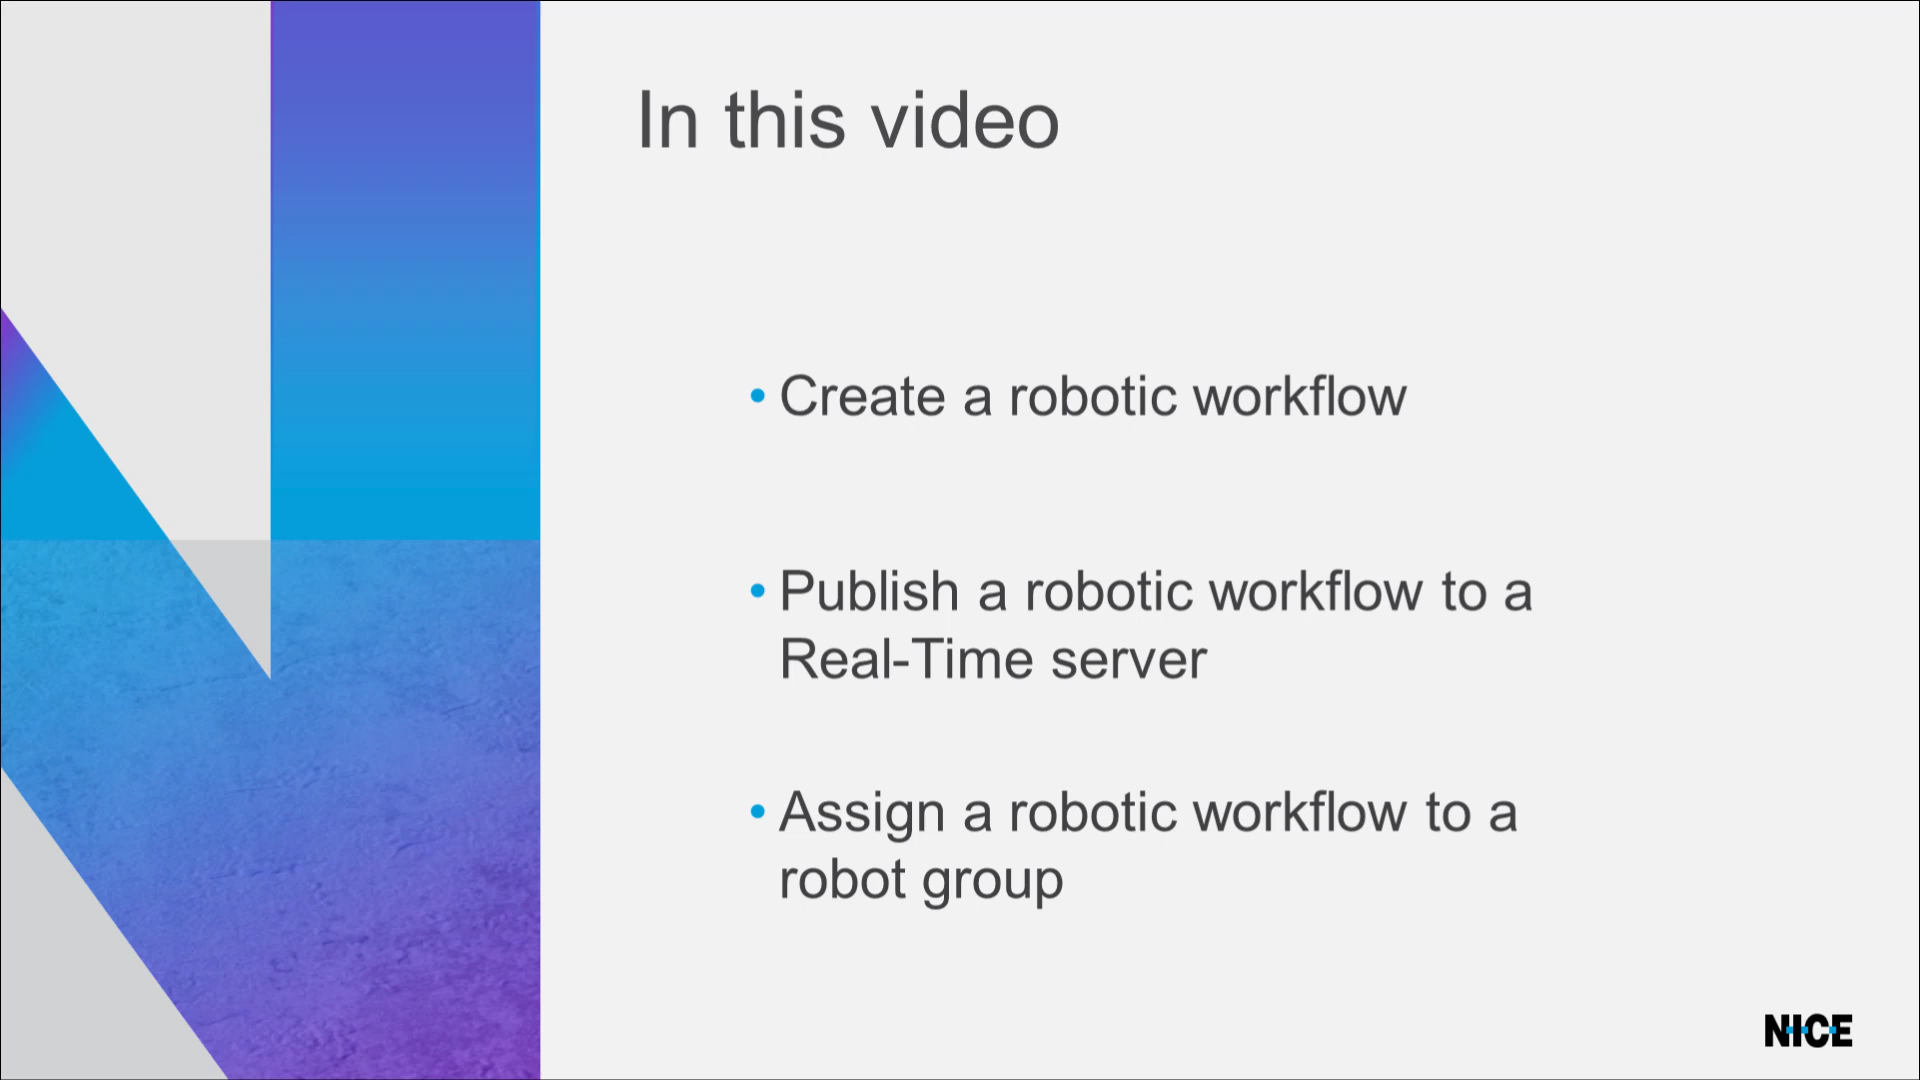 In this video
• Create a robotic workflow
• Publish a robotic workflow to a
Real-Time server
• Assign a robotic workflow to a
robot group
NICE